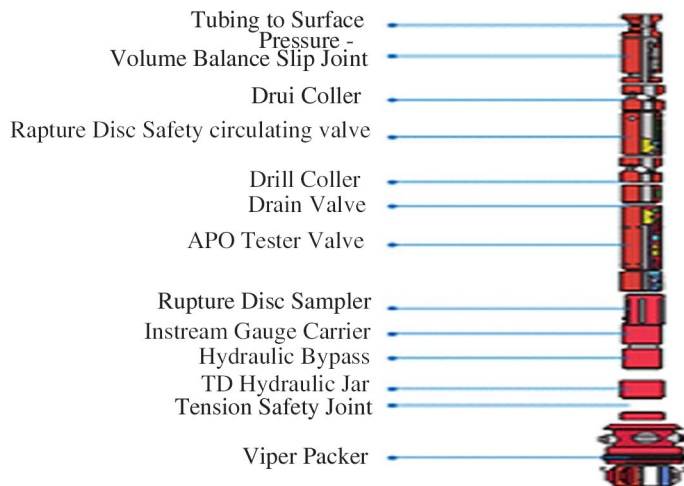 Tubing to Surface
Pressure -
Volume Balance Slip Joint
Drui Coller
Rapture Disc Safety circulating valve
Drill Coller
Drain Valve
APO Tester Valve
Rupture Disc Sampler
Instream Gauge Carrier
Hydraulic Bypass
TD Hydraulic Jar
Tension Safety Joint
Viper Packer